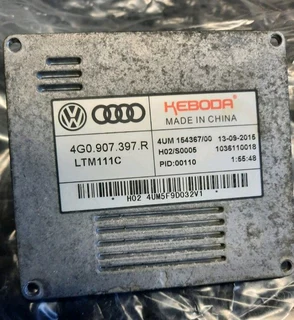 KEBODA
MADE IN CHINA
4G0.907.397.R
4UM 154367/00 13-09-2015
LTM111C
H02/S0005 1035110018
PID:00110 1:55:48
H02 4UM5F9D032V1